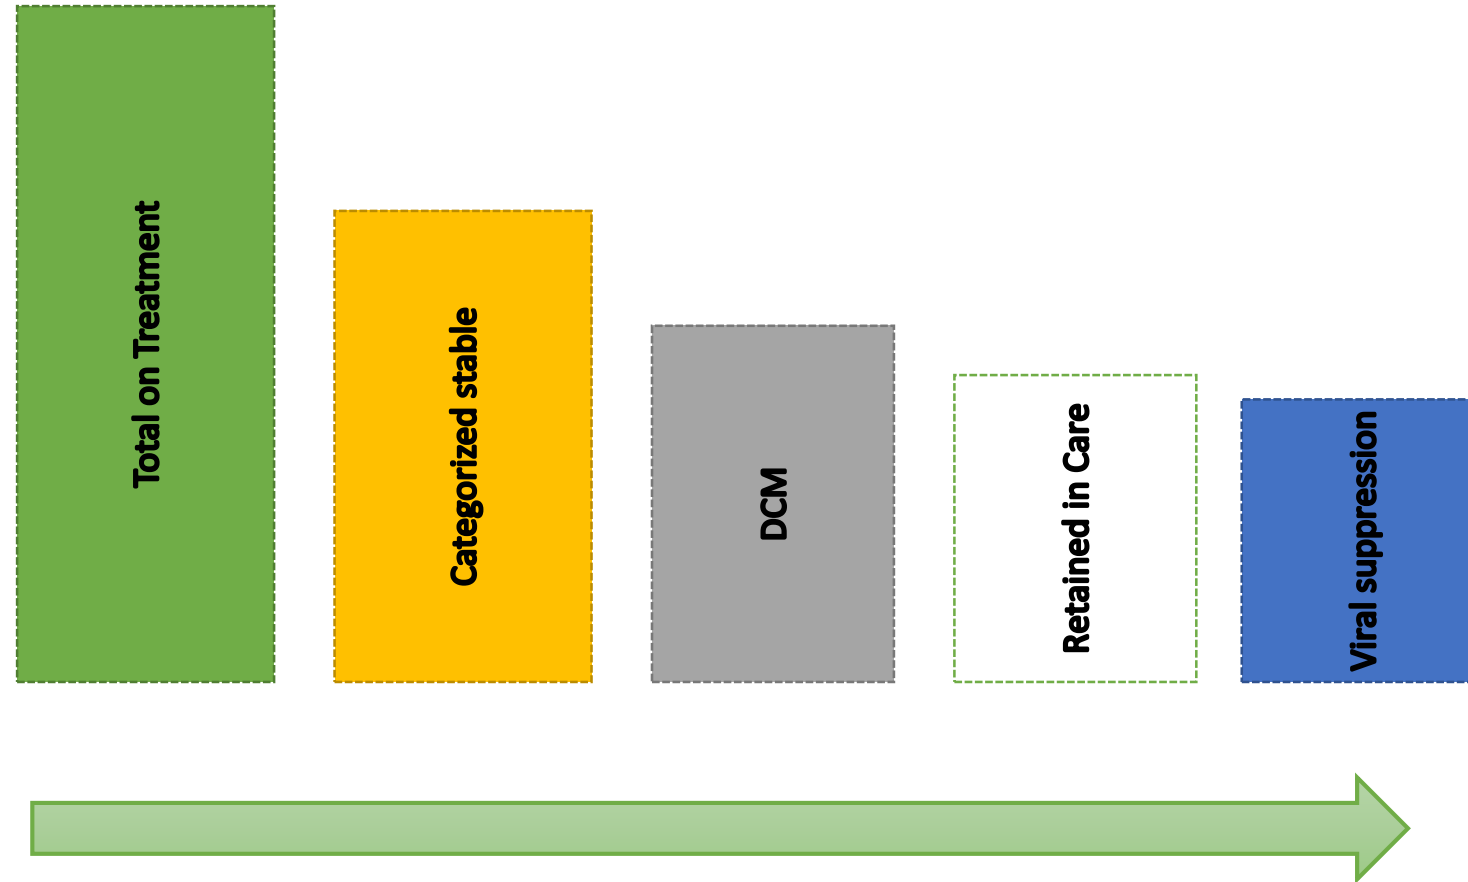 Total on Treatment
Categorized stable
DCM
Retained in Care
Viral suppression